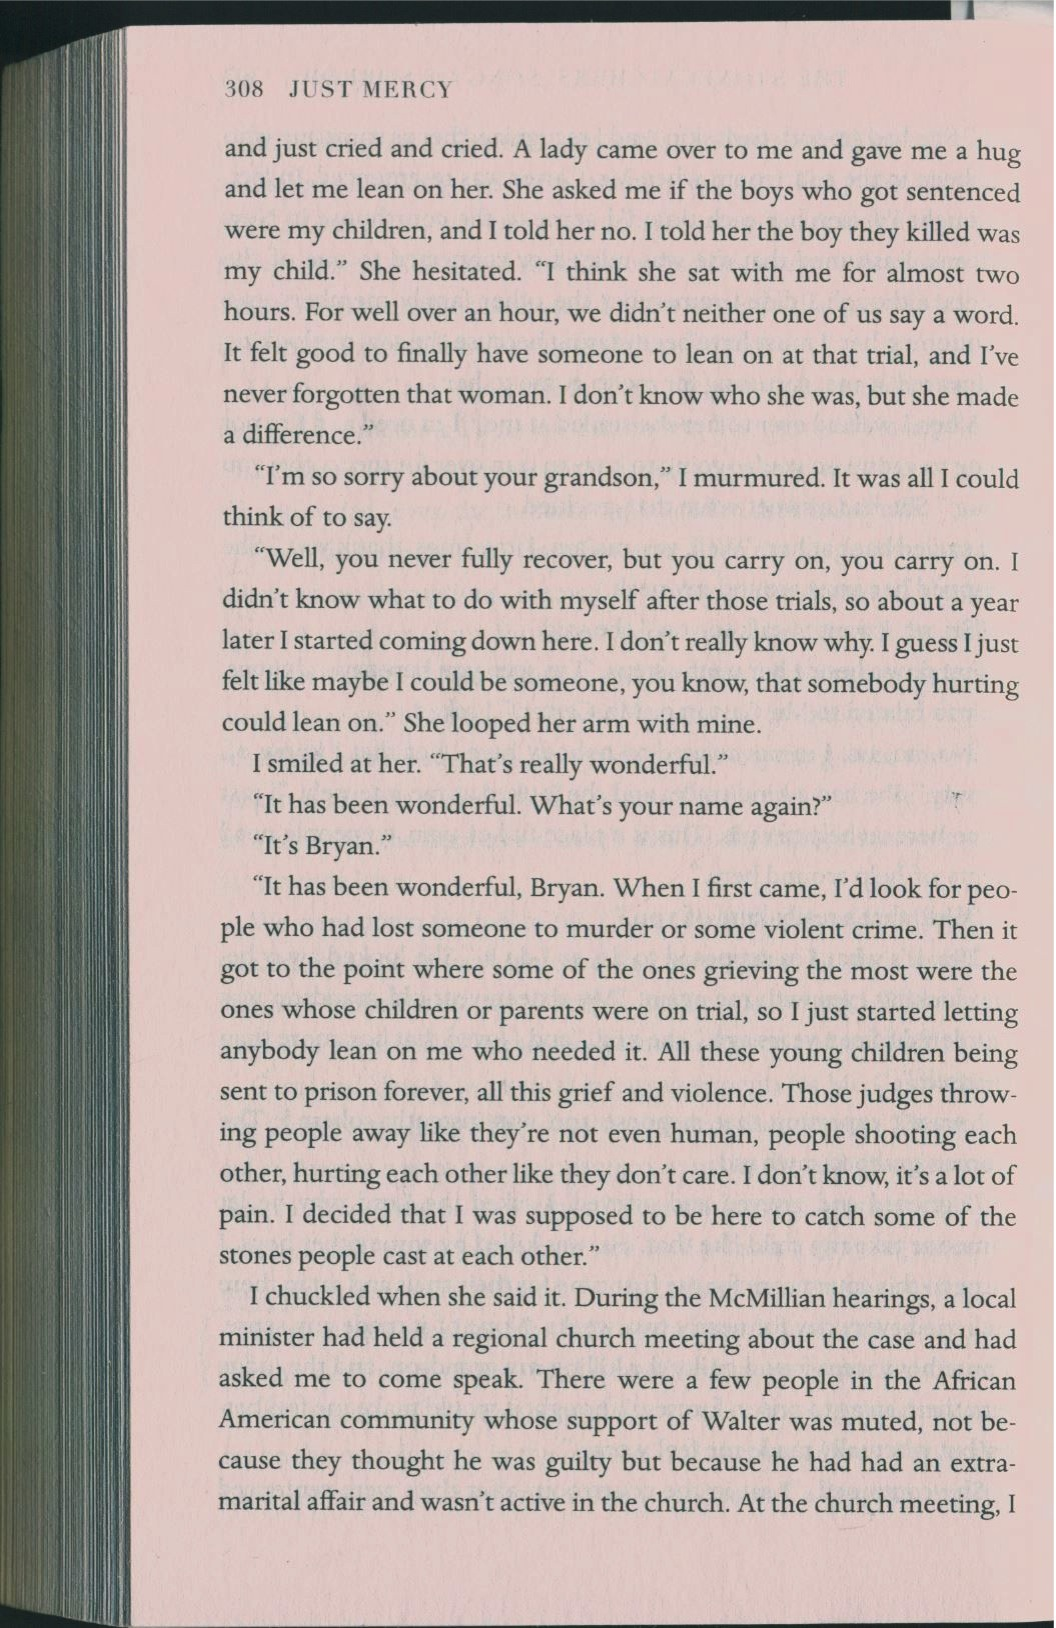 308 JUST MERCY
and just cried and cried. A lady came over to me and gave me a hug
and let me lean on her. She asked me if the boys who got sentenced
were my children, and I told her no. I told her the boy they killed was
my child.” She hesitated. “I think she sat with me for almost two
hours. For well over an hour, we didn’t neither one of us say a word.
It felt good to finally have someone to lean on at that trial, and I’ve
never forgotten that woman. I don’t know who she was, but she made
a difference.”
“I’m so sorry about your grandson,” I murmured. It was all I could
think of to say.
“Well, you never fully recover, but you carry on, you carry on. I
didn’t know what to do with myself after those trials, so about a year
later I started coming down here. I don’t really know why. I guess I just
felt like maybe I could be someone, you know, that somebody hurting
could lean on.” She looped her arm with mine.
I smiled at her. “That’s really wonderful.”
“It has been wonderful. What’s your name again?”
“It’s Bryan.”
“It has been wonderful, Bryan. When I first came, I’d look for peo-
ple who had lost someone to murder or some violent crime. Then it
got to the point where some of the ones grieving the most were the
ones whose children or parents were on trial, so I just started letting
anybody lean on me who needed it. All these young children being
sent to prison forever, all this grief and violence. Those judges throw-
ing people away like they’re not even human, people shooting each
other, hurting each other like they don’t care. I don’t know, it’s a lot of
pain. I decided that I was supposed to be here to catch some of the
stones people cast at each other.”
I chuckled when she said it. During the McMillian hearings, a local
minister had held a regional church meeting about the case and had
asked me to come speak. There were a few people in the African
American community whose support of Walter was muted, not be-
cause they thought he was guilty but because he had had an extra-
marital affair and wasn’t active in the church. At the church meeting, I